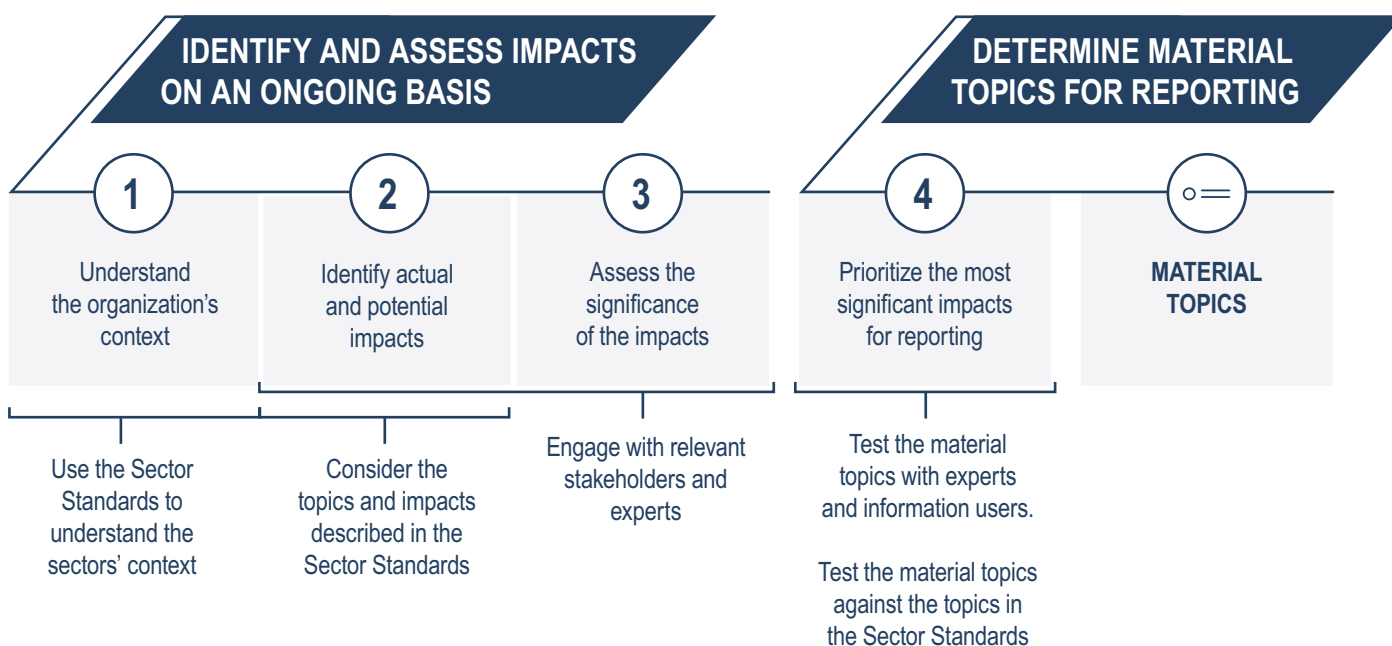 IDENTIFY AND ASSESS IMPACTS
ON AN ONGOING BASIS
DETERMINE MATERIAL
TOPICS FOR REPORTING
1
Understand
the organization’s
context
2
Identify actual
and potential
impacts
3
Assess the
significance
of the impacts
4
Prioritize the most
significant impacts
for reporting
MATERIAL
TOPICS
Use the Sector
Standards to
understand the
sectors’ context
Consider the
topics and impacts
described in the
Sector Standards
Engage with relevant
stakeholders and
experts
Test the material
topics with experts
and information users.
Test the material topics
against the topics in
the Sector Standards